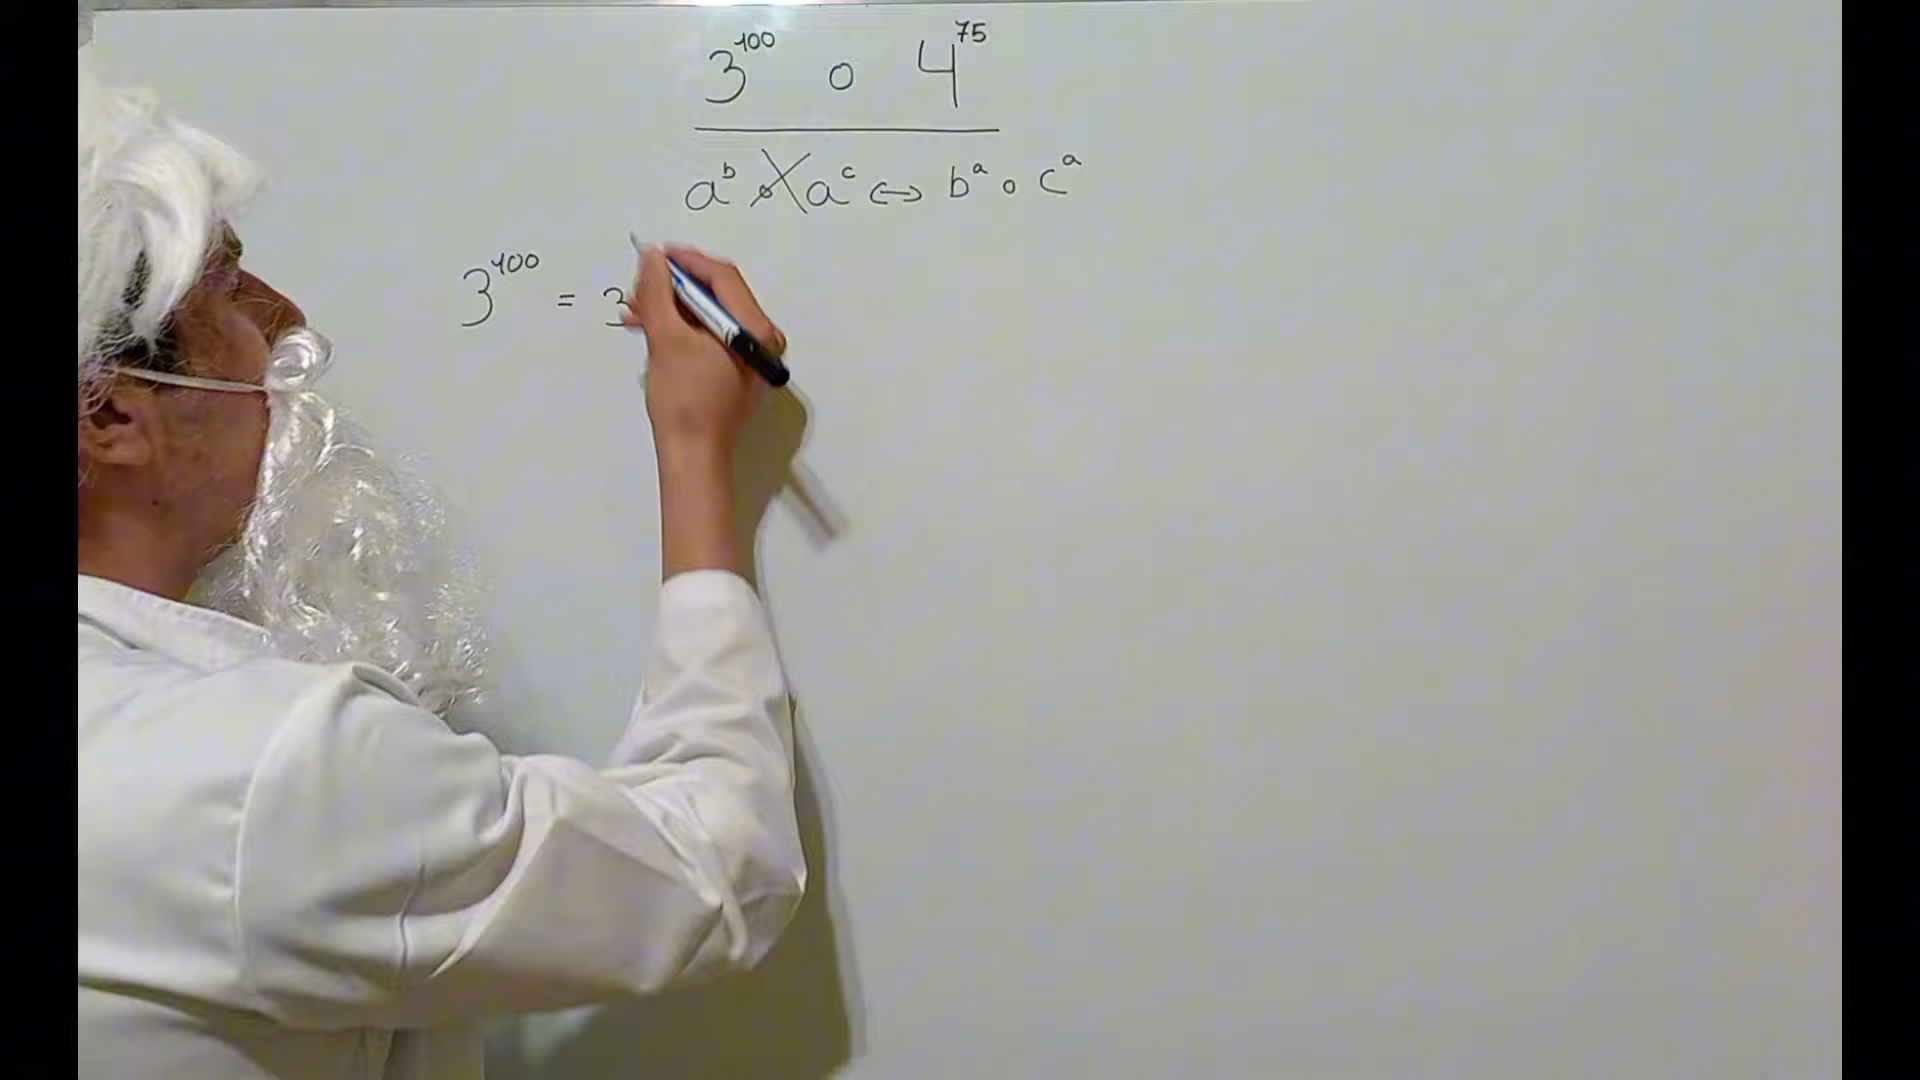 3¹⁰⁰ o 4⁷⁵
aᵇ o aᶜ ↔ bᵃ o cᵃ
3¹⁰⁰ = 3